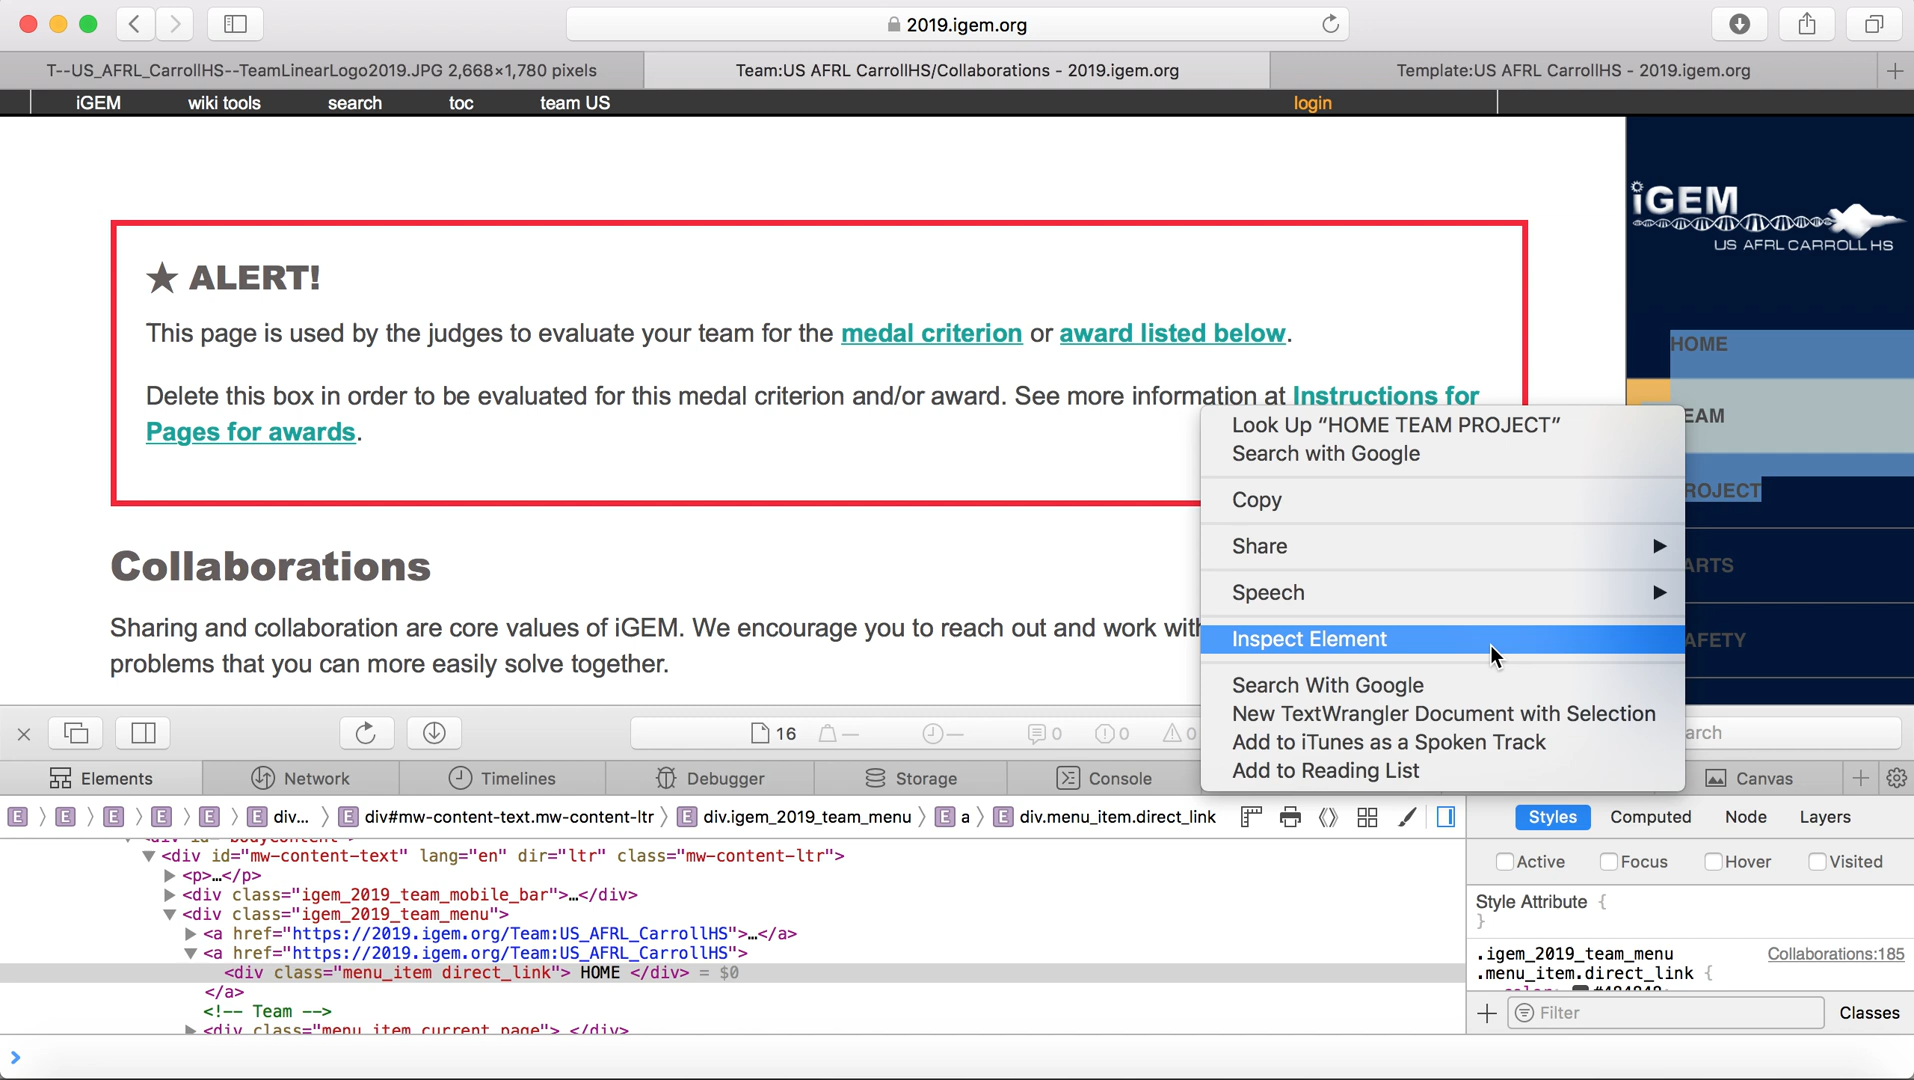 2019.igem.org
T--US_AFRL_CarrollHS--TeamLinearLogo2019.JPG 2,668×1,780 pixels
Team:US AFRL CarrollHS/Collaborations - 2019.igem.org
Template:US AFRL CarrollHS - 2019.igem.org
iGEM wiki tools search toc team US login
iGEM
US AFRL CARROLL HS
★ ALERT!
This page is used by the judges to evaluate your team for the medal criterion or award listed below.
Delete this box in order to be evaluated for this medal criterion and/or award. See more information at Instructions for
Pages for awards.
HOME
EAM
ROJECT
ARTS
AFETY
Look Up “HOME TEAM PROJECT”
Search with Google
Copy
Share
Speech
Inspect Element
Search With Google
New TextWrangler Document with Selection
Add to iTunes as a Spoken Track
Add to Reading List
Collaborations
Sharing and collaboration are core values of iGEM. We encourage you to reach out and work with
problems that you can more easily solve together.
16 — — 0 0 0 arch
Elements Network Timelines Debugger Storage Console Canvas
E E E E E E div... E div#mw-content-text.mw-content-ltr E div.igem_2019_team_menu E a E div.menu_item.direct_link
Styles Computed Node Layers
<div id="mw-content-text" lang="en" dir="ltr" class="mw-content-ltr">
<p>…</p>
<div class="igem_2019_team_mobile_bar">…</div>
<div class="igem_2019_team_menu">
<a href="https://2019.igem.org/Team:US_AFRL_CarrollHS">…</a>
<a href="https://2019.igem.org/Team:US_AFRL_CarrollHS">
<div class="menu_item direct_link"> HOME </div> = $0
</a>
<!-- Team -->
<div class="menu_item current_page"> </div>
Active Focus Hover Visited
Style Attribute {
}
.igem_2019_team_menu Collaborations:185
.menu_item.direct_link {
Filter Classes